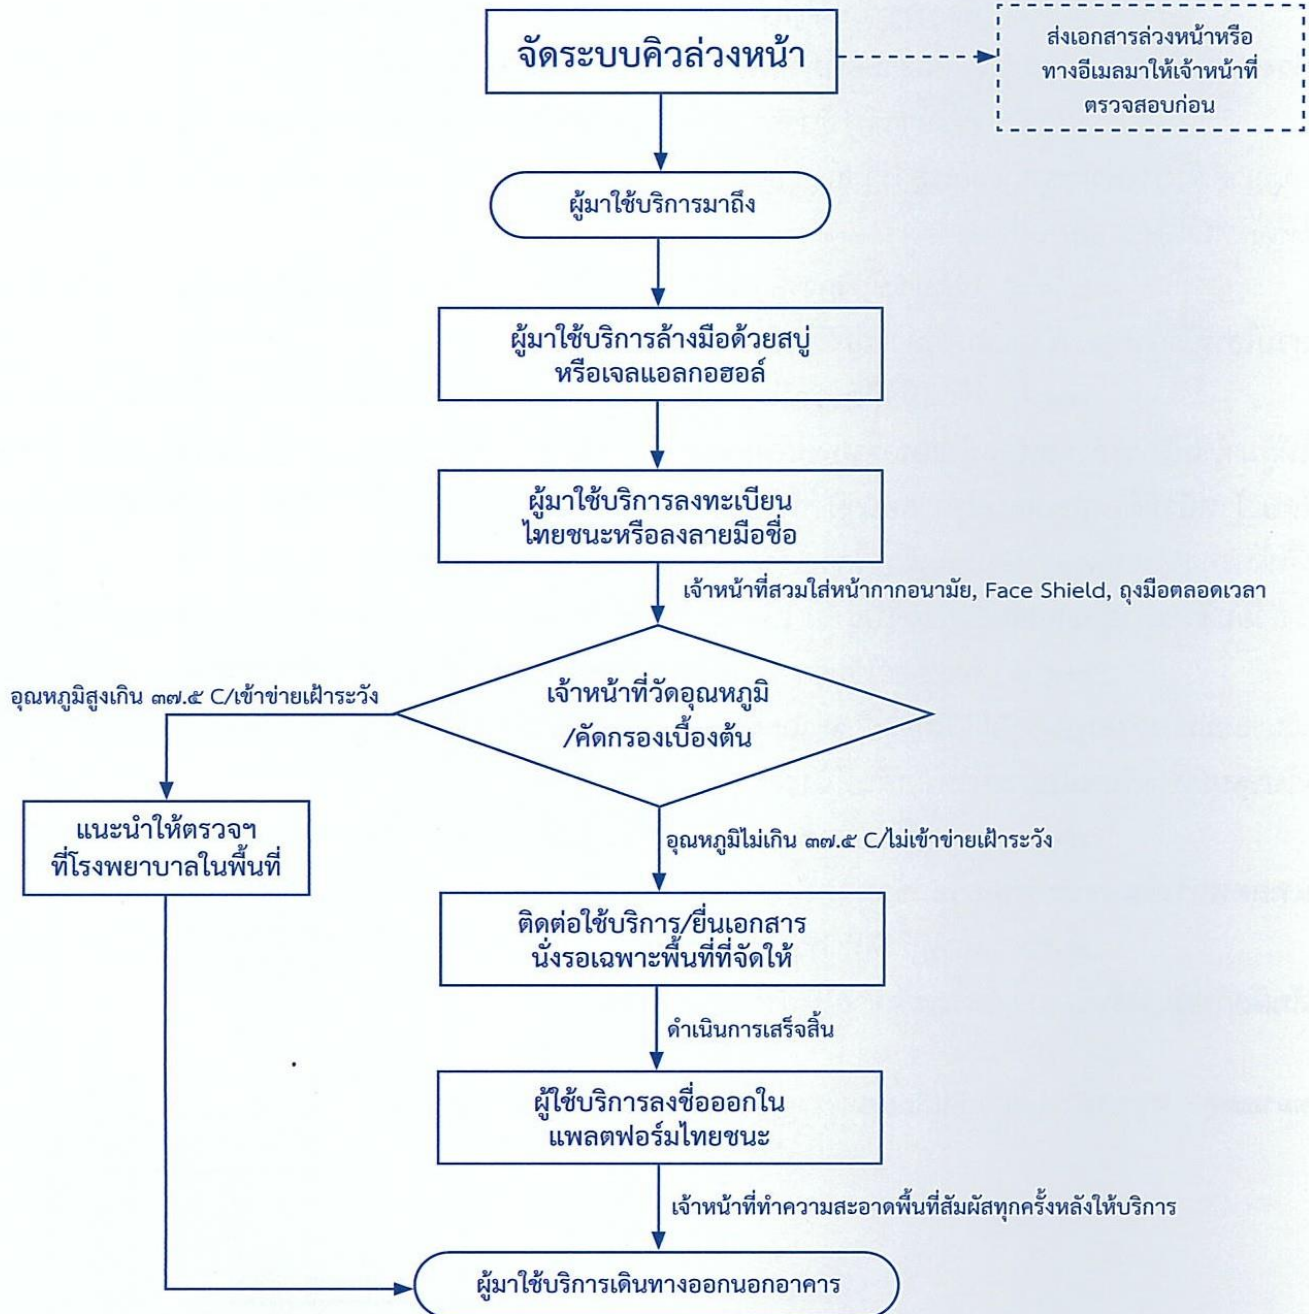 จัดระบบคิวล่วงหน้า
ส่งเอกสารล่วงหน้าหรือ
ทางอีเมลมาให้เจ้าหน้าที่
ตรวจสอบก่อน
ผู้มาใช้บริการมาถึง
ผู้มาใช้บริการล้างมือด้วยสบู่
หรือเจลแอลกอฮอล์
ผู้มาใช้บริการลงทะเบียน
ไทยชนะหรือลงลายมือชื่อ
เจ้าหน้าที่สวมใส่หน้ากากอนามัย, Face Shield, ถุงมือตลอดเวลา
เจ้าหน้าที่วัดอุณหภูมิ
/คัดกรองเบื้องต้น
อุณหภูมิสูงเกิน ๓๗.๕ C/เข้าข่ายเฝ้าระวัง
แนะนำให้ตรวจฯ
ที่โรงพยาบาลในพื้นที่
อุณหภูมิไม่เกิน ๓๗.๕ C/ไม่เข้าข่ายเฝ้าระวัง
ติดต่อใช้บริการ/ยื่นเอกสาร
นั่งรอเฉพาะพื้นที่ที่จัดให้
ดำเนินการเสร็จสิ้น
ผู้ใช้บริการลงชื่อออกใน
แพลตฟอร์มไทยชนะ
เจ้าหน้าที่ทำความสะอาดพื้นที่สัมผัสทุกครั้งหลังให้บริการ
ผู้มาใช้บริการเดินทางออกนอกอาคาร